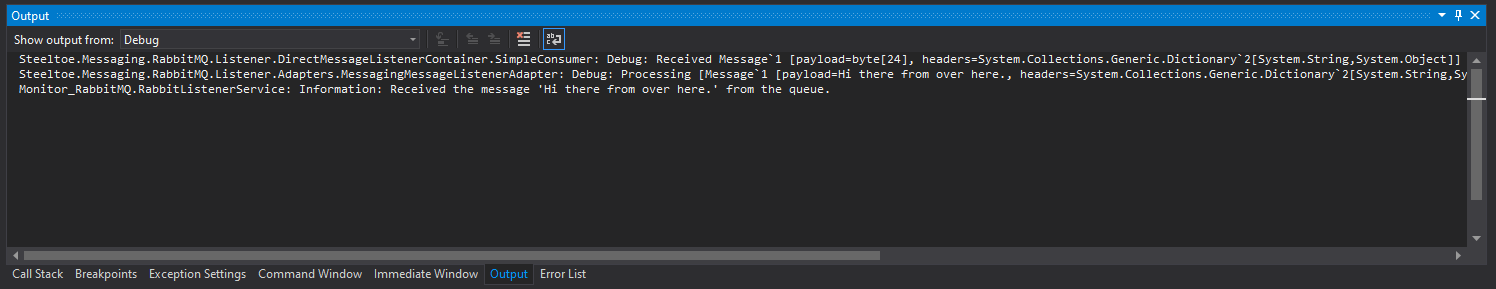 Output
Show output from: Debug
Steeltoe.Messaging.RabbitMQ.Listener.DirectMessageListenerContainer.SimpleConsumer: Debug: Received Message`1 [payload=byte[24], headers=System.Collections.Generic.Dictionary`2[System.String,System.Object]]
Steeltoe.Messaging.RabbitMQ.Listener.Adapters.MessagingMessageListenerAdapter: Debug: Processing [Message`1 [payload=Hi there from over here., headers=System.Collections.Generic.Dictionary`2[System.String,Sy
Monitor_RabbitMQ.RabbitListenerService: Information: Received the message 'Hi there from over here.' from the queue.
Call Stack Breakpoints Exception Settings Command Window Immediate Window Output Error List